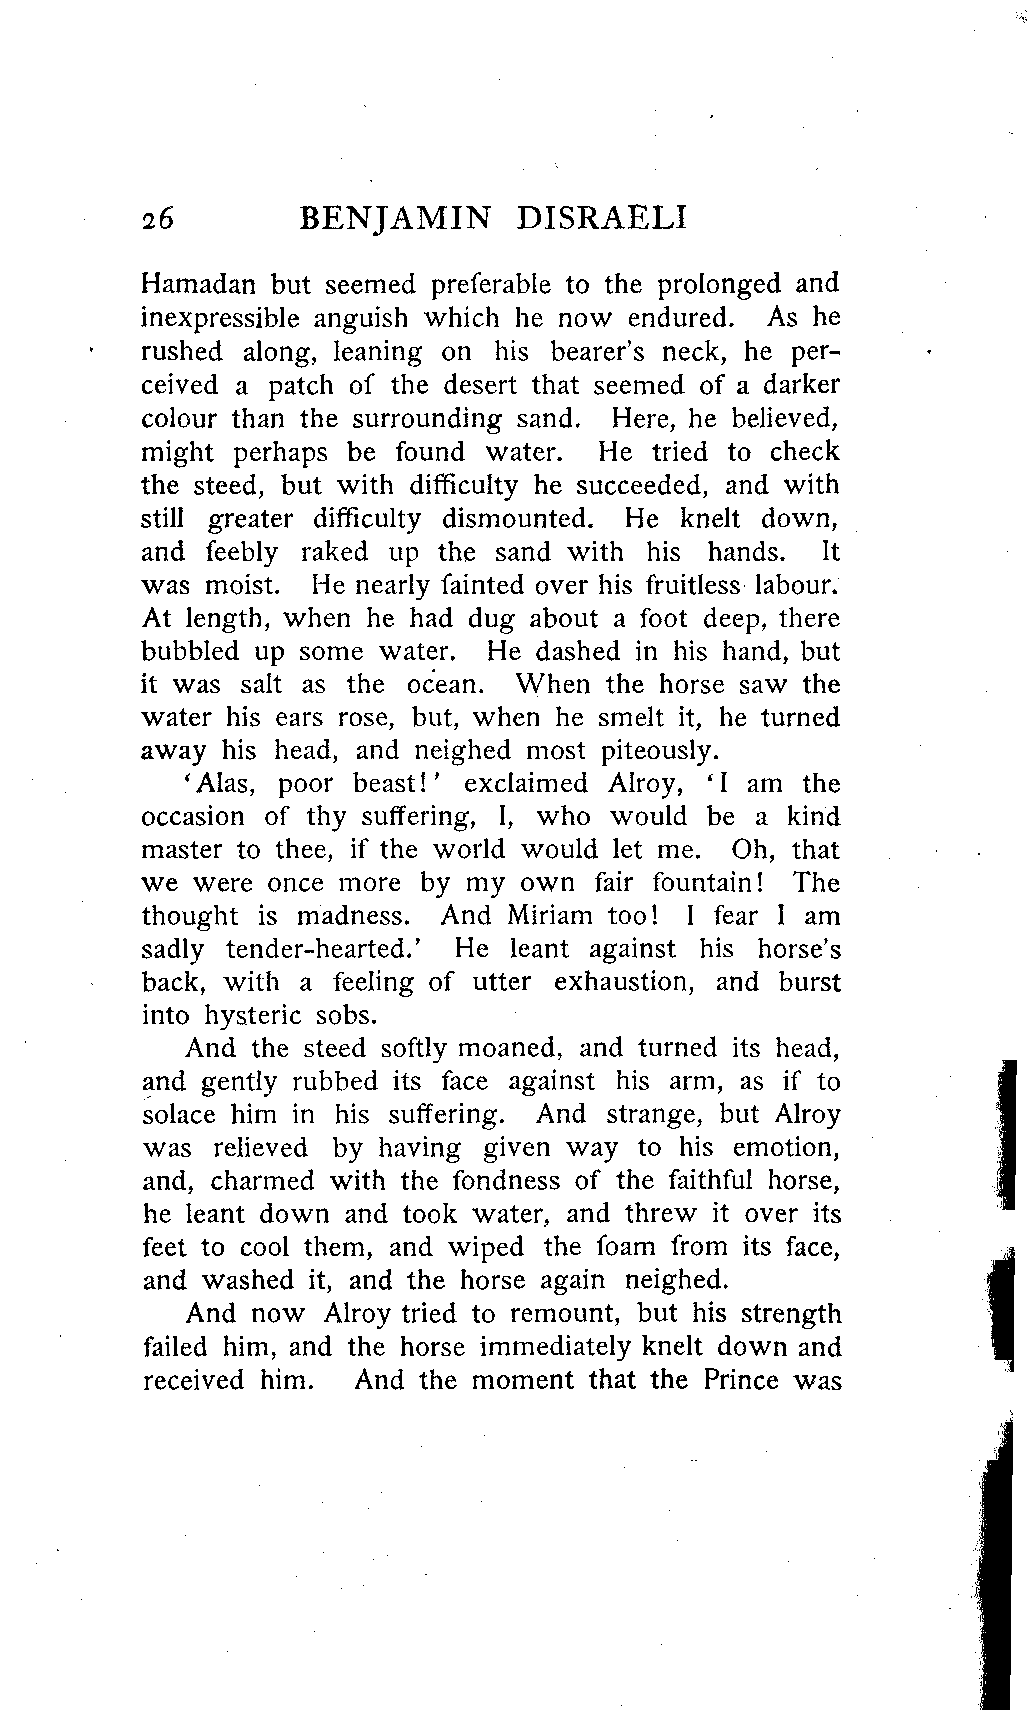 26 BENJAMIN DISRAELI
Hamadan but seemed preferable to the prolonged and
inexpressible anguish which he now endured. As he
rushed along, leaning on his bearer's neck, he per-
ceived a patch of the desert that seemed of a darker
colour than the surrounding sand. Here, he believed,
might perhaps be found water. He tried to check
the steed, but with difficulty he succeeded, and with
still greater difficulty dismounted. He knelt down,
and feebly raked up the sand with his hands. It
was moist. He nearly fainted over his fruitless labour.
At length, when he had dug about a foot deep, there
bubbled up some water. He dashed in his hand, but
it was salt as the ocean. When the horse saw the
water his ears rose, but, when he smelt it, he turned
away his head, and neighed most piteously.
'Alas, poor beast!' exclaimed Alroy, 'I am the
occasion of thy suffering, I, who would be a kind
master to thee, if the world would let me. Oh, that
we were once more by my own fair fountain! The
thought is madness. And Miriam too! I fear I am
sadly tender-hearted.' He leant against his horse's
back, with a feeling of utter exhaustion, and burst
into hysteric sobs.
And the steed softly moaned, and turned its head,
and gently rubbed its face against his arm, as if to
solace him in his suffering. And strange, but Alroy
was relieved by having given way to his emotion,
and, charmed with the fondness of the faithful horse,
he leant down and took water, and threw it over its
feet to cool them, and wiped the foam from its face,
and washed it, and the horse again neighed.
And now Alroy tried to remount, but his strength
failed him, and the horse immediately knelt down and
received him. And the moment that the Prince was